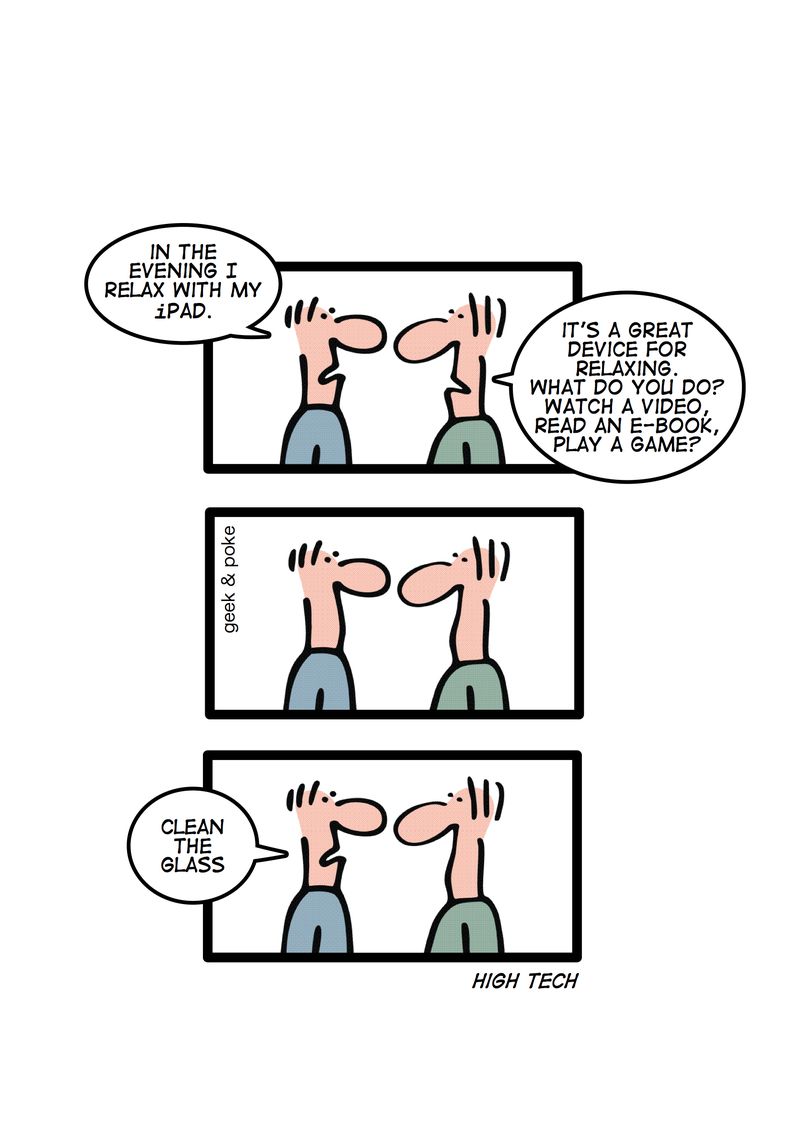 IN THE
EVENING I
RELAX WITH MY
iPAD.
IT'S A GREAT
DEVICE FOR
RELAXING.
WHAT DO YOU DO?
WATCH A VIDEO,
READ AN E-BOOK,
PLAY A GAME?
geek & poke
CLEAN
THE
GLASS
HIGH TECH